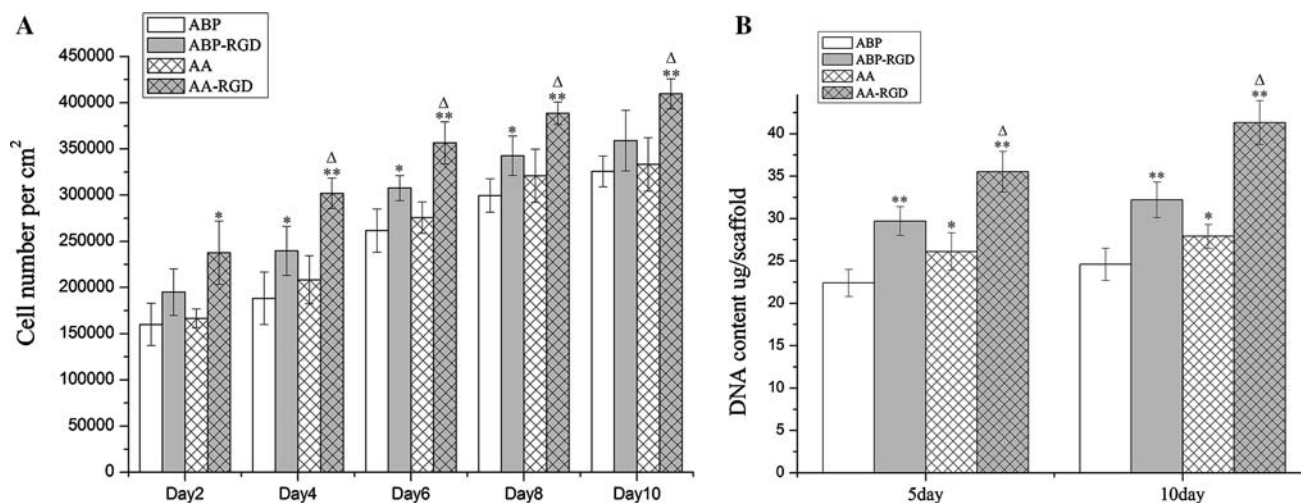 A
ABP
ABP-RGD
AA
AA-RGD
Cell number per cm²
450000
400000
350000
300000
250000
200000
150000
100000
50000
0
*
*
Δ
**
*
Δ
**
*
Δ
**
Δ
**
Day2 Day4 Day6 Day8 Day10
B
ABP
ABP-RGD
AA
AA-RGD
DNA content ug/scaffold
40
35
30
25
20
15
10
5
0
**
*
Δ
**
**
*
Δ
**
5day 10day